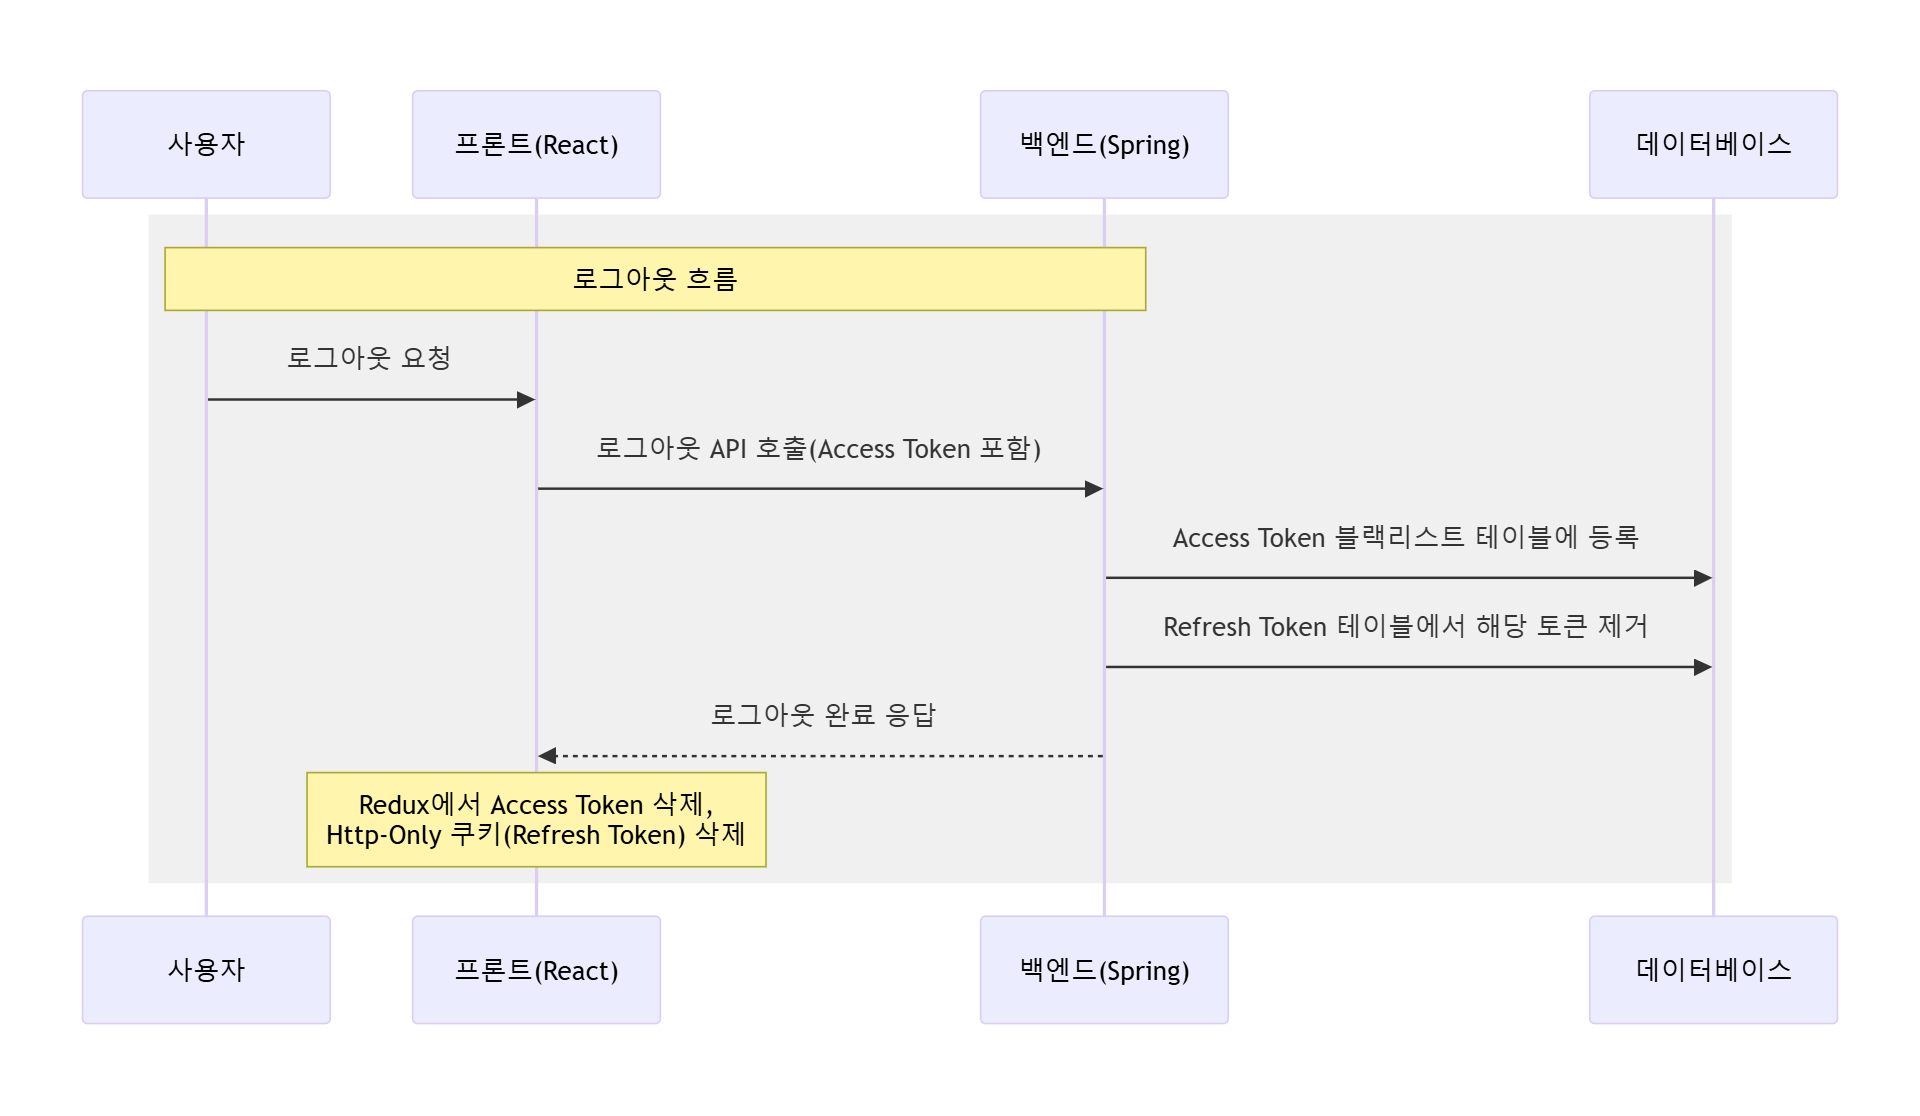 사용자
프론트(React)
백엔드(Spring)
데이터베이스
로그아웃 흐름
로그아웃 요청
로그아웃 API 호출(Access Token 포함)
Access Token 블랙리스트 테이블에 등록
Refresh Token 테이블에서 해당 토큰 제거
로그아웃 완료 응답
Redux에서 Access Token 삭제,
Http-Only 쿠키(Refresh Token) 삭제
사용자
프론트(React)
백엔드(Spring)
데이터베이스